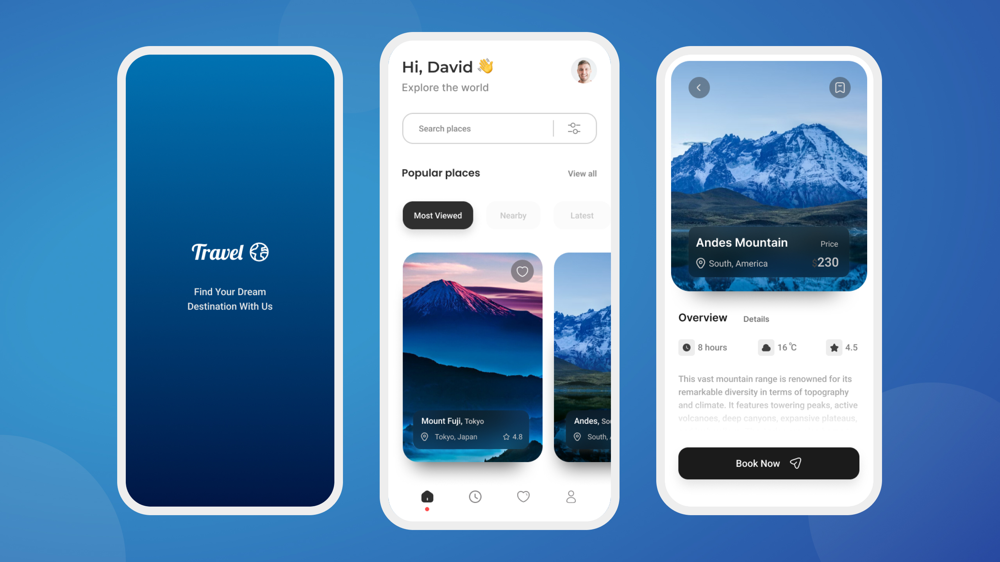 Travel
Find Your Dream
Destination With Us
Hi, David 👋
Explore the world
Search places
Popular places
View all
Most Viewed
Nearby
Latest
Mount Fuji, Tokyo
Tokyo, Japan
4.8
Andes,
South,
Andes Mountain
Price
South, America
$230
Overview
Details
8 hours
16 °C
4.5
This vast mountain range is renowned for its
remarkable diversity in terms of topography
and climate. It features towering peaks, active
volcanoes, deep canyons, expansive plateaus,
Book Now